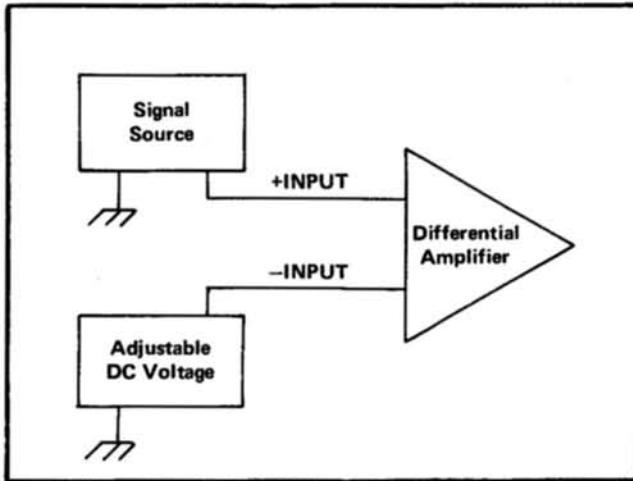 Signal
Source
+INPUT
Differential
Amplifier
–INPUT
Adjustable
DC Voltage